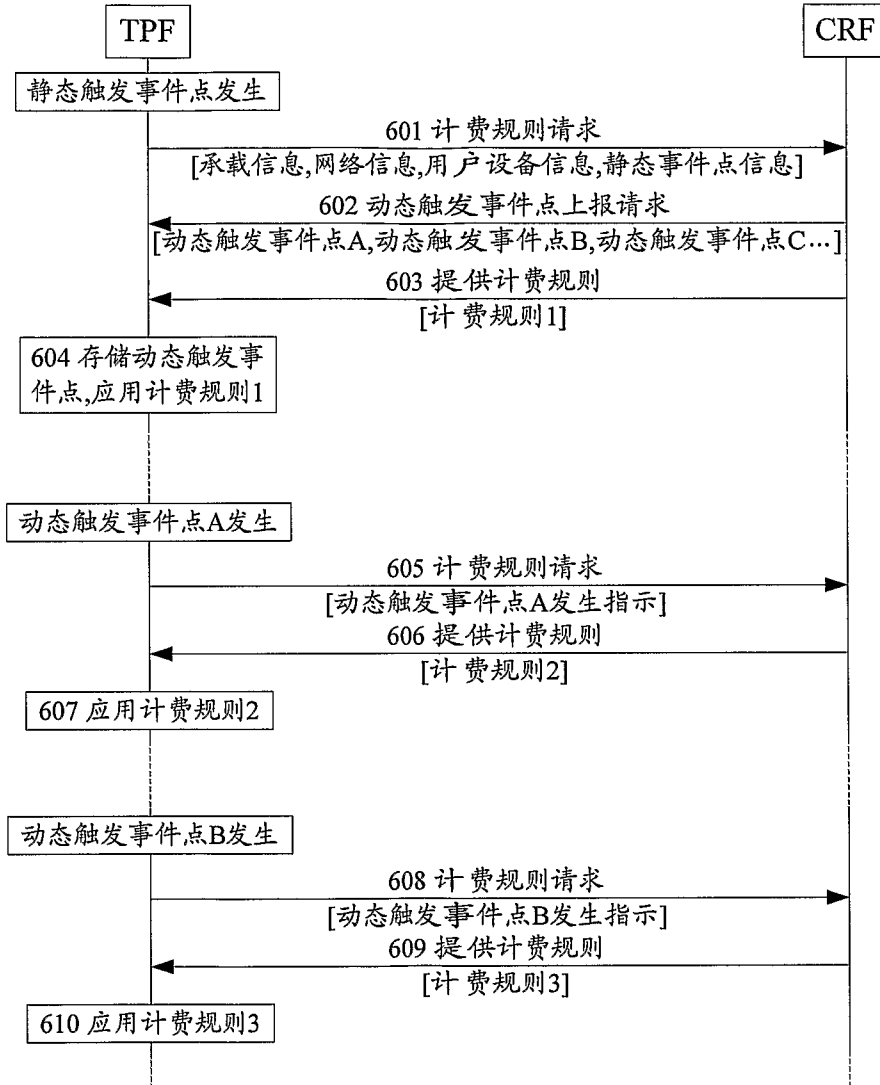 TPF
CRF
静态触发事件点发生
601 计费规则请求
[承载信息,网络信息,用户设备信息,静态事件点信息]
602 动态触发事件点上报请求
[动态触发事件点A,动态触发事件点B,动态触发事件点C…]
603 提供计费规则
[计费规则1]
604 存储动态触发事
件点,应用计费规则1
动态触发事件点A发生
605 计费规则请求
[动态触发事件点A发生指示]
606 提供计费规则
[计费规则2]
607 应用计费规则2
动态触发事件点B发生
608 计费规则请求
[动态触发事件点B发生指示]
609 提供计费规则
[计费规则3]
610 应用计费规则3